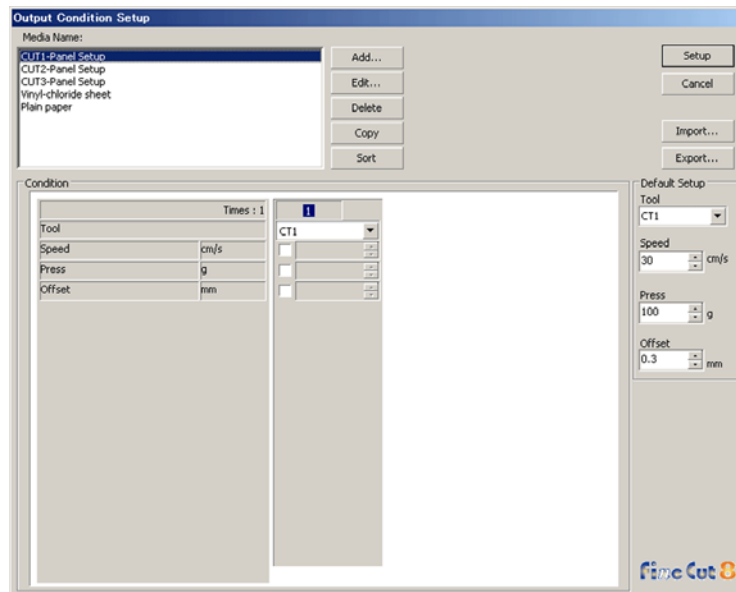 Output Condition Setup
Media Name:
CUT1-Panel Setup
CUT2-Panel Setup
CUT3-Panel Setup
Vinyl-chloride sheet
Plain paper
Add...
Edit...
Delete
Copy
Sort
Setup
Cancel
Import...
Export...
Condition
Times : 1
1
Tool
CT1
Speed cm/s
Press g
Offset mm
Default Setup
Tool
CT1
Speed
30 cm/s
Press
100 g
Offset
0.3 mm
Fine Cut 8